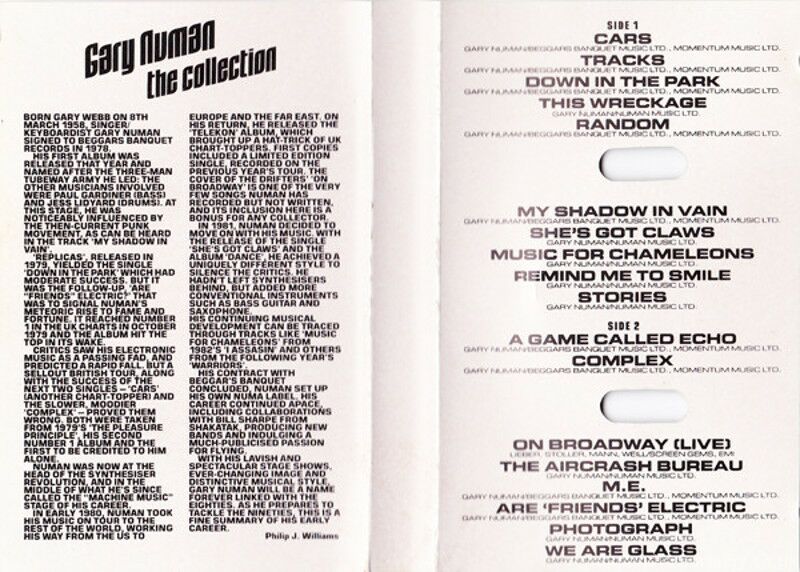 Gary Numan
the collection
BORN GARY WEBB ON 8TH
MARCH 1958, SINGER/
KEYBOARDIST GARY NUMAN
SIGNED TO BEGGARS BANQUET
RECORDS IN 1978.
HIS FIRST ALBUM WAS
RELEASED THAT YEAR AND
NAMED AFTER THE THREE-MAN
TUBEWAY ARMY HE LED: THE
OTHER MUSICIANS INVOLVED
WERE PAUL GARDINER (BASS)
AND JESS LIDYARD (DRUMS). AT
THIS STAGE, HE WAS
NOTICEABLY INFLUENCED BY
THE THEN-CURRENT PUNK
MOVEMENT, AS CAN BE HEARD
IN THE TRACK 'MY SHADOW IN
VAIN'.
'REPLICAS', RELEASED IN
1979, YIELDED THE SINGLE
'DOWN IN THE PARK' WHICH HAD
MODERATE SUCCESS. BUT IT
WAS THE FOLLOW-UP, 'ARE
"FRIENDS" ELECTRIC?' THAT
WAS TO SIGNAL NUMAN'S
METEORIC RISE TO FAME AND
FORTUNE. IT REACHED NUMBER
1 IN THE UK CHARTS IN OCTOBER
1979 AND THE ALBUM HIT THE
TOP IN ITS WAKE.
CRITICS SAW HIS ELECTRONIC
MUSIC AS A PASSING FAD, AND
PREDICTED A RAPID FALL. BUT A
SELLOUT BRITISH TOUR, ALONG
WITH THE SUCCESS OF THE
NEXT TWO SINGLES – 'CARS'
(ANOTHER CHART-TOPPER) AND
THE SLOWER, MOODIER
'COMPLEX' – PROVED THEM
WRONG. BOTH WERE TAKEN
FROM 1979'S 'THE PLEASURE
PRINCIPLE', HIS SECOND
NUMBER 1 ALBUM AND THE
FIRST TO BE CREDITED TO HIM
ALONE.
NUMAN WAS NOW AT THE
HEAD OF THE SYNTHESISER
REVOLUTION, AND IN THE
MIDDLE OF WHAT HE'S SINCE
CALLED THE "MACHINE MUSIC"
STAGE OF HIS CAREER.
IN EARLY 1980, NUMAN TOOK
HIS MUSIC ON TOUR TO THE
REST OF THE WORLD, WORKING
HIS WAY FROM THE US TO
EUROPE AND THE FAR EAST. ON
HIS RETURN, HE RELEASED THE
'TELEKON' ALBUM, WHICH
BROUGHT UP A HAT-TRICK OF UK
CHART-TOPPERS. FIRST COPIES
INCLUDED A LIMITED EDITION
SINGLE, RECORDED ON THE
PREVIOUS YEAR'S TOUR. THE
COVER OF THE DRIFTERS' 'ON
BROADWAY' IS ONE OF THE VERY
FEW SONGS NUMAN HAS
RECORDED BUT NOT WRITTEN,
AND ITS INCLUSION HERE IS A
BONUS FOR ANY COLLECTOR.
IN 1981, NUMAN DECIDED TO
MOVE ON WITH HIS MUSIC. WITH
THE RELEASE OF THE SINGLE
'SHE'S GOT CLAWS' AND THE
ALBUM 'DANCE', HE ACHIEVED A
UNIQUELY DIFFERENT STYLE TO
SILENCE THE CRITICS. HE
HADN'T LEFT SYNTHESISERS
BEHIND, BUT ADDED MORE
CONVENTIONAL INSTRUMENTS
SUCH AS BASS GUITAR AND
SAXOPHONE.
HIS CONTINUING MUSICAL
DEVELOPMENT CAN BE TRACED
THROUGH TRACKS LIKE 'MUSIC
FOR CHAMELEONS' FROM
1982'S 'I ASSASIN' AND OTHERS
FROM THE FOLLOWING YEAR'S
'WARRIORS'.
HIS CONTRACT WITH
BEGGAR'S BANQUET
CONCLUDED, NUMAN SET UP
HIS OWN NUMA LABEL. HIS
CAREER CONTINUED APACE,
INCLUDING COLLABORATIONS
WITH BILL SHARPE FROM
SHAKATAK, PRODUCING NEW
BANDS AND INDULGING A
MUCH-PUBLICISED PASSION
FOR FLYING.
WITH HIS LAVISH AND
SPECTACULAR STAGE SHOWS,
EVER-CHANGING IMAGE AND
DISTINCTIVE MUSICAL STYLE,
GARY NUMAN WILL BE A NAME
FOREVER LINKED WITH THE
EIGHTIES. AS HE PREPARES TO
TACKLE THE NINETIES, THIS IS A
FINE SUMMARY OF HIS EARLY
CAREER.
Philip J. Williams
SIDE 1
CARS
GARY NUMAN/BEGGARS BANQUET MUSIC LTD., MOMENTUM MUSIC LTD.
TRACKS
GARY NUMAN/BEGGARS BANQUET MUSIC LTD., MOMENTUM MUSIC LTD.
DOWN IN THE PARK
GARY NUMAN/BEGGARS BANQUET MUSIC LTD., MOMENTUM MUSIC LTD.
THIS WRECKAGE
GARY NUMAN/NUMAN MUSIC LTD.
RANDOM
GARY NUMAN/BEGGARS BANQUET MUSIC LTD., MOMENTUM MUSIC LTD.
MY SHADOW IN VAIN
GARY NUMAN/BEGGARS BANQUET MUSIC LTD., MOMENTUM MUSIC LTD.
SHE'S GOT CLAWS
GARY NUMAN/NUMAN MUSIC LTD.
MUSIC FOR CHAMELEONS
GARY NUMAN/NUMAN MUSIC LTD.
REMIND ME TO SMILE
GARY NUMAN/NUMAN MUSIC LTD.
STORIES
GARY NUMAN/NUMAN MUSIC LTD.
SIDE 2
A GAME CALLED ECHO
GARY NUMAN/BEGGARS BANQUET MUSIC LTD., MOMENTUM MUSIC LTD.
COMPLEX
GARY NUMAN/BEGGARS BANQUET MUSIC LTD., MOMENTUM MUSIC LTD.
ON BROADWAY (LIVE)
LIEBER, STOLLER, MANN, WEILL/SCREEN GEMS, EMI
THE AIRCRASH BUREAU
GARY NUMAN/NUMAN MUSIC LTD.
M.E.
GARY NUMAN/BEGGARS BANQUET MUSIC LTD., MOMENTUM MUSIC LTD.
ARE 'FRIENDS' ELECTRIC
GARY NUMAN/BEGGARS BANQUET MUSIC LTD., MOMENTUM MUSIC LTD.
PHOTOGRAPH
GARY NUMAN/NUMAN MUSIC LTD.
WE ARE GLASS
GARY NUMAN/NUMAN MUSIC LTD.